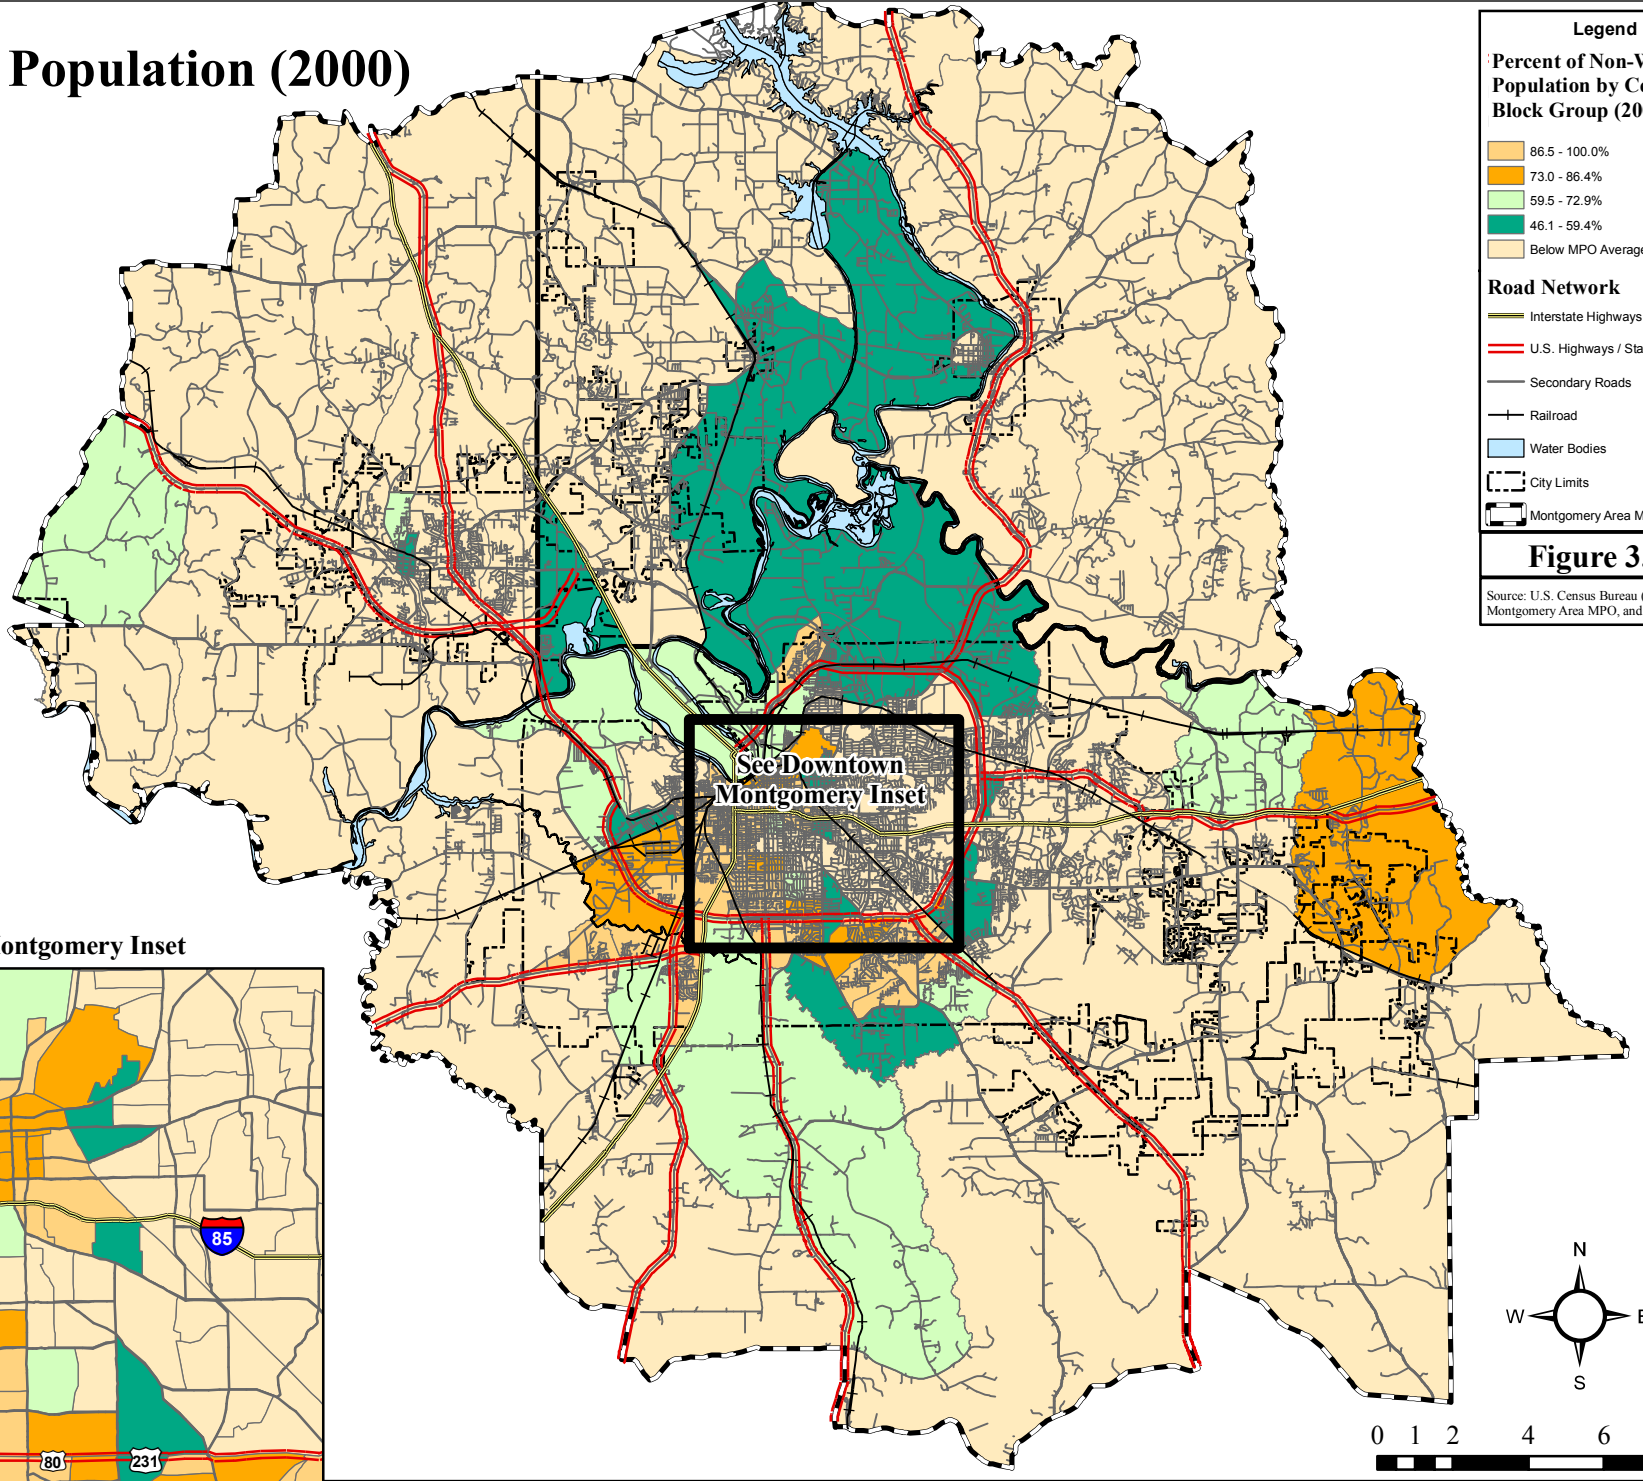 Population (2000)
Legend
Percent of Non-W
Population by Ce
Block Group (20
86.5 - 100.0%
73.0 - 86.4%
59.5 - 72.9%
46.1 - 59.4%
Below MPO Average
Road Network
Interstate Highways
U.S. Highways / Sta
Secondary Roads
Railroad
Water Bodies
City Limits
Montgomery Area M
Figure 3.
Source: U.S. Census Bureau (
Montgomery Area MPO, and
See Downtown
Montgomery Inset
Montgomery Inset
85
80
231
N
W E
S
0 1 2 4 6